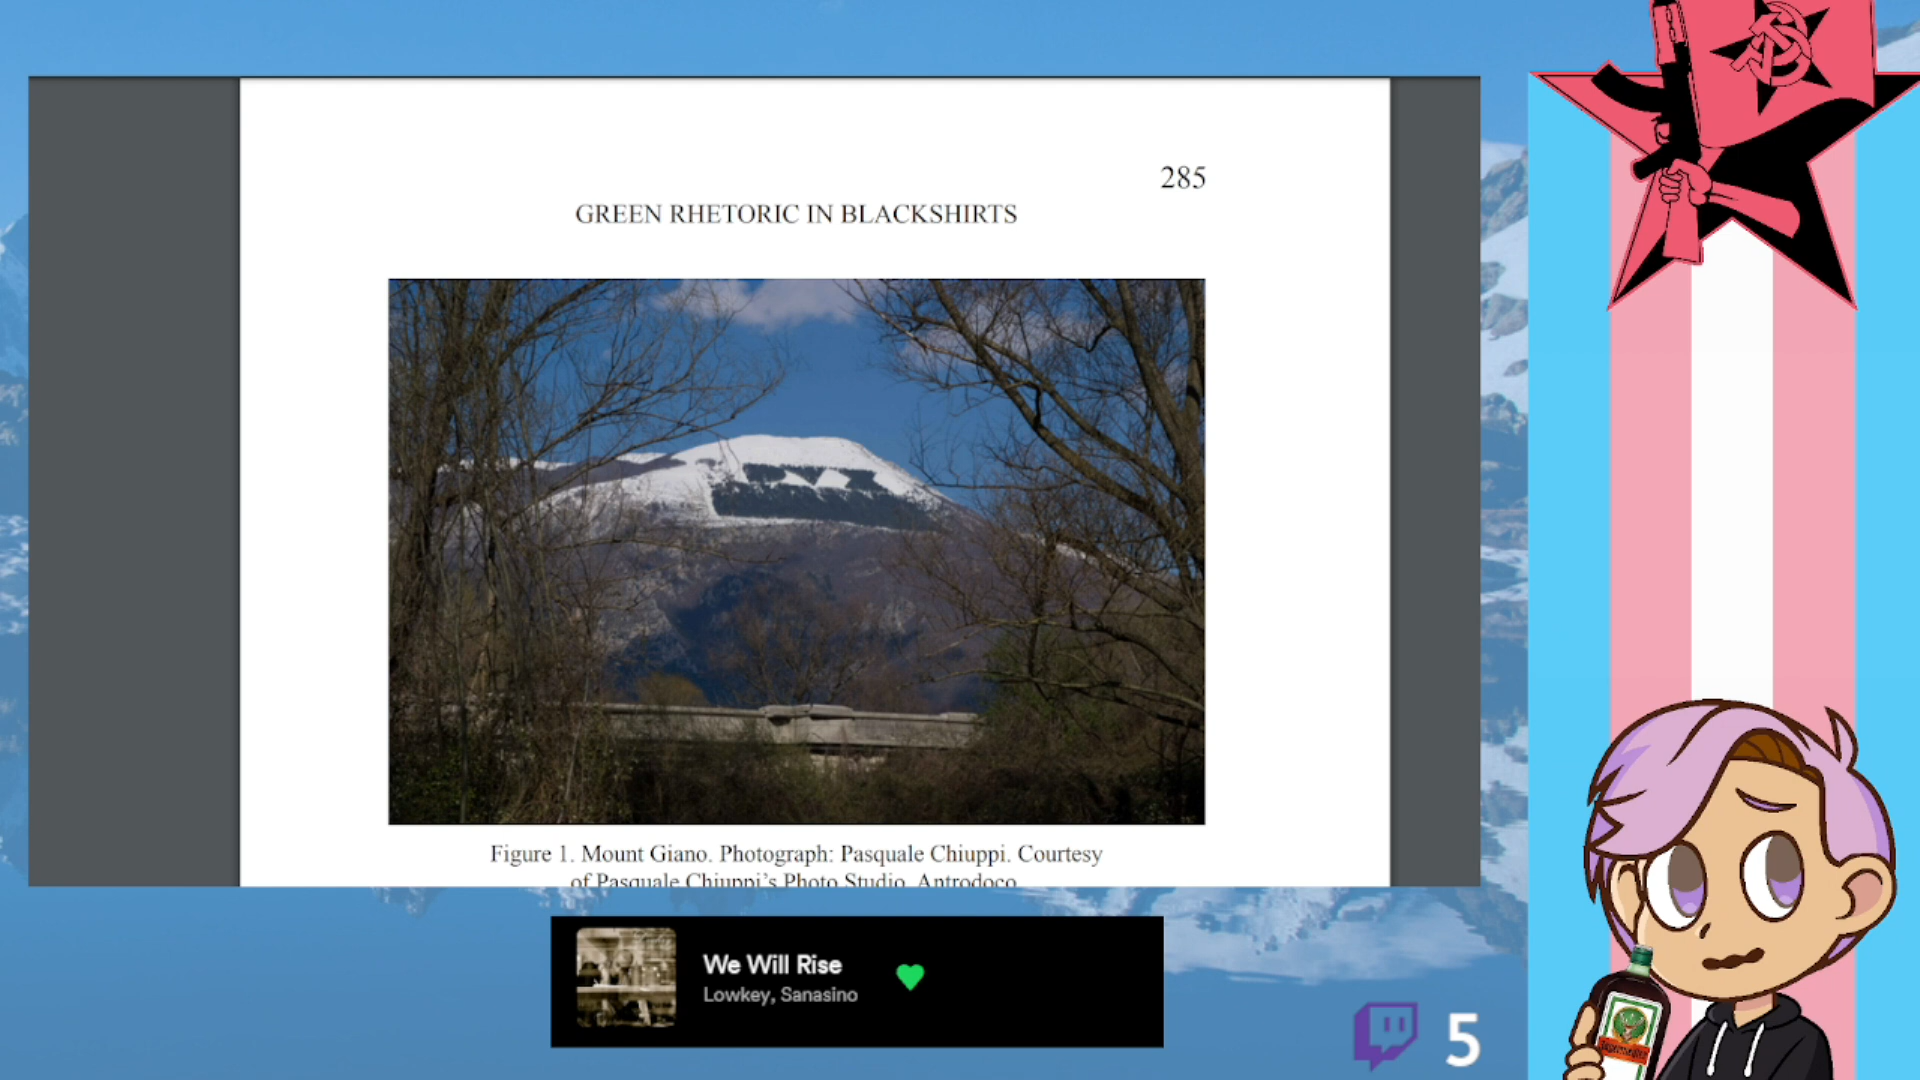 285
GREEN RHETORIC IN BLACKSHIRTS
Figure 1. Mount Giano. Photograph: Pasquale Chiuppi. Courtesy
of Pasquale Chiuppi's Photo Studio, Antrodoco
We Will Rise
Lowkey, Sanasino
5
Jägermeister